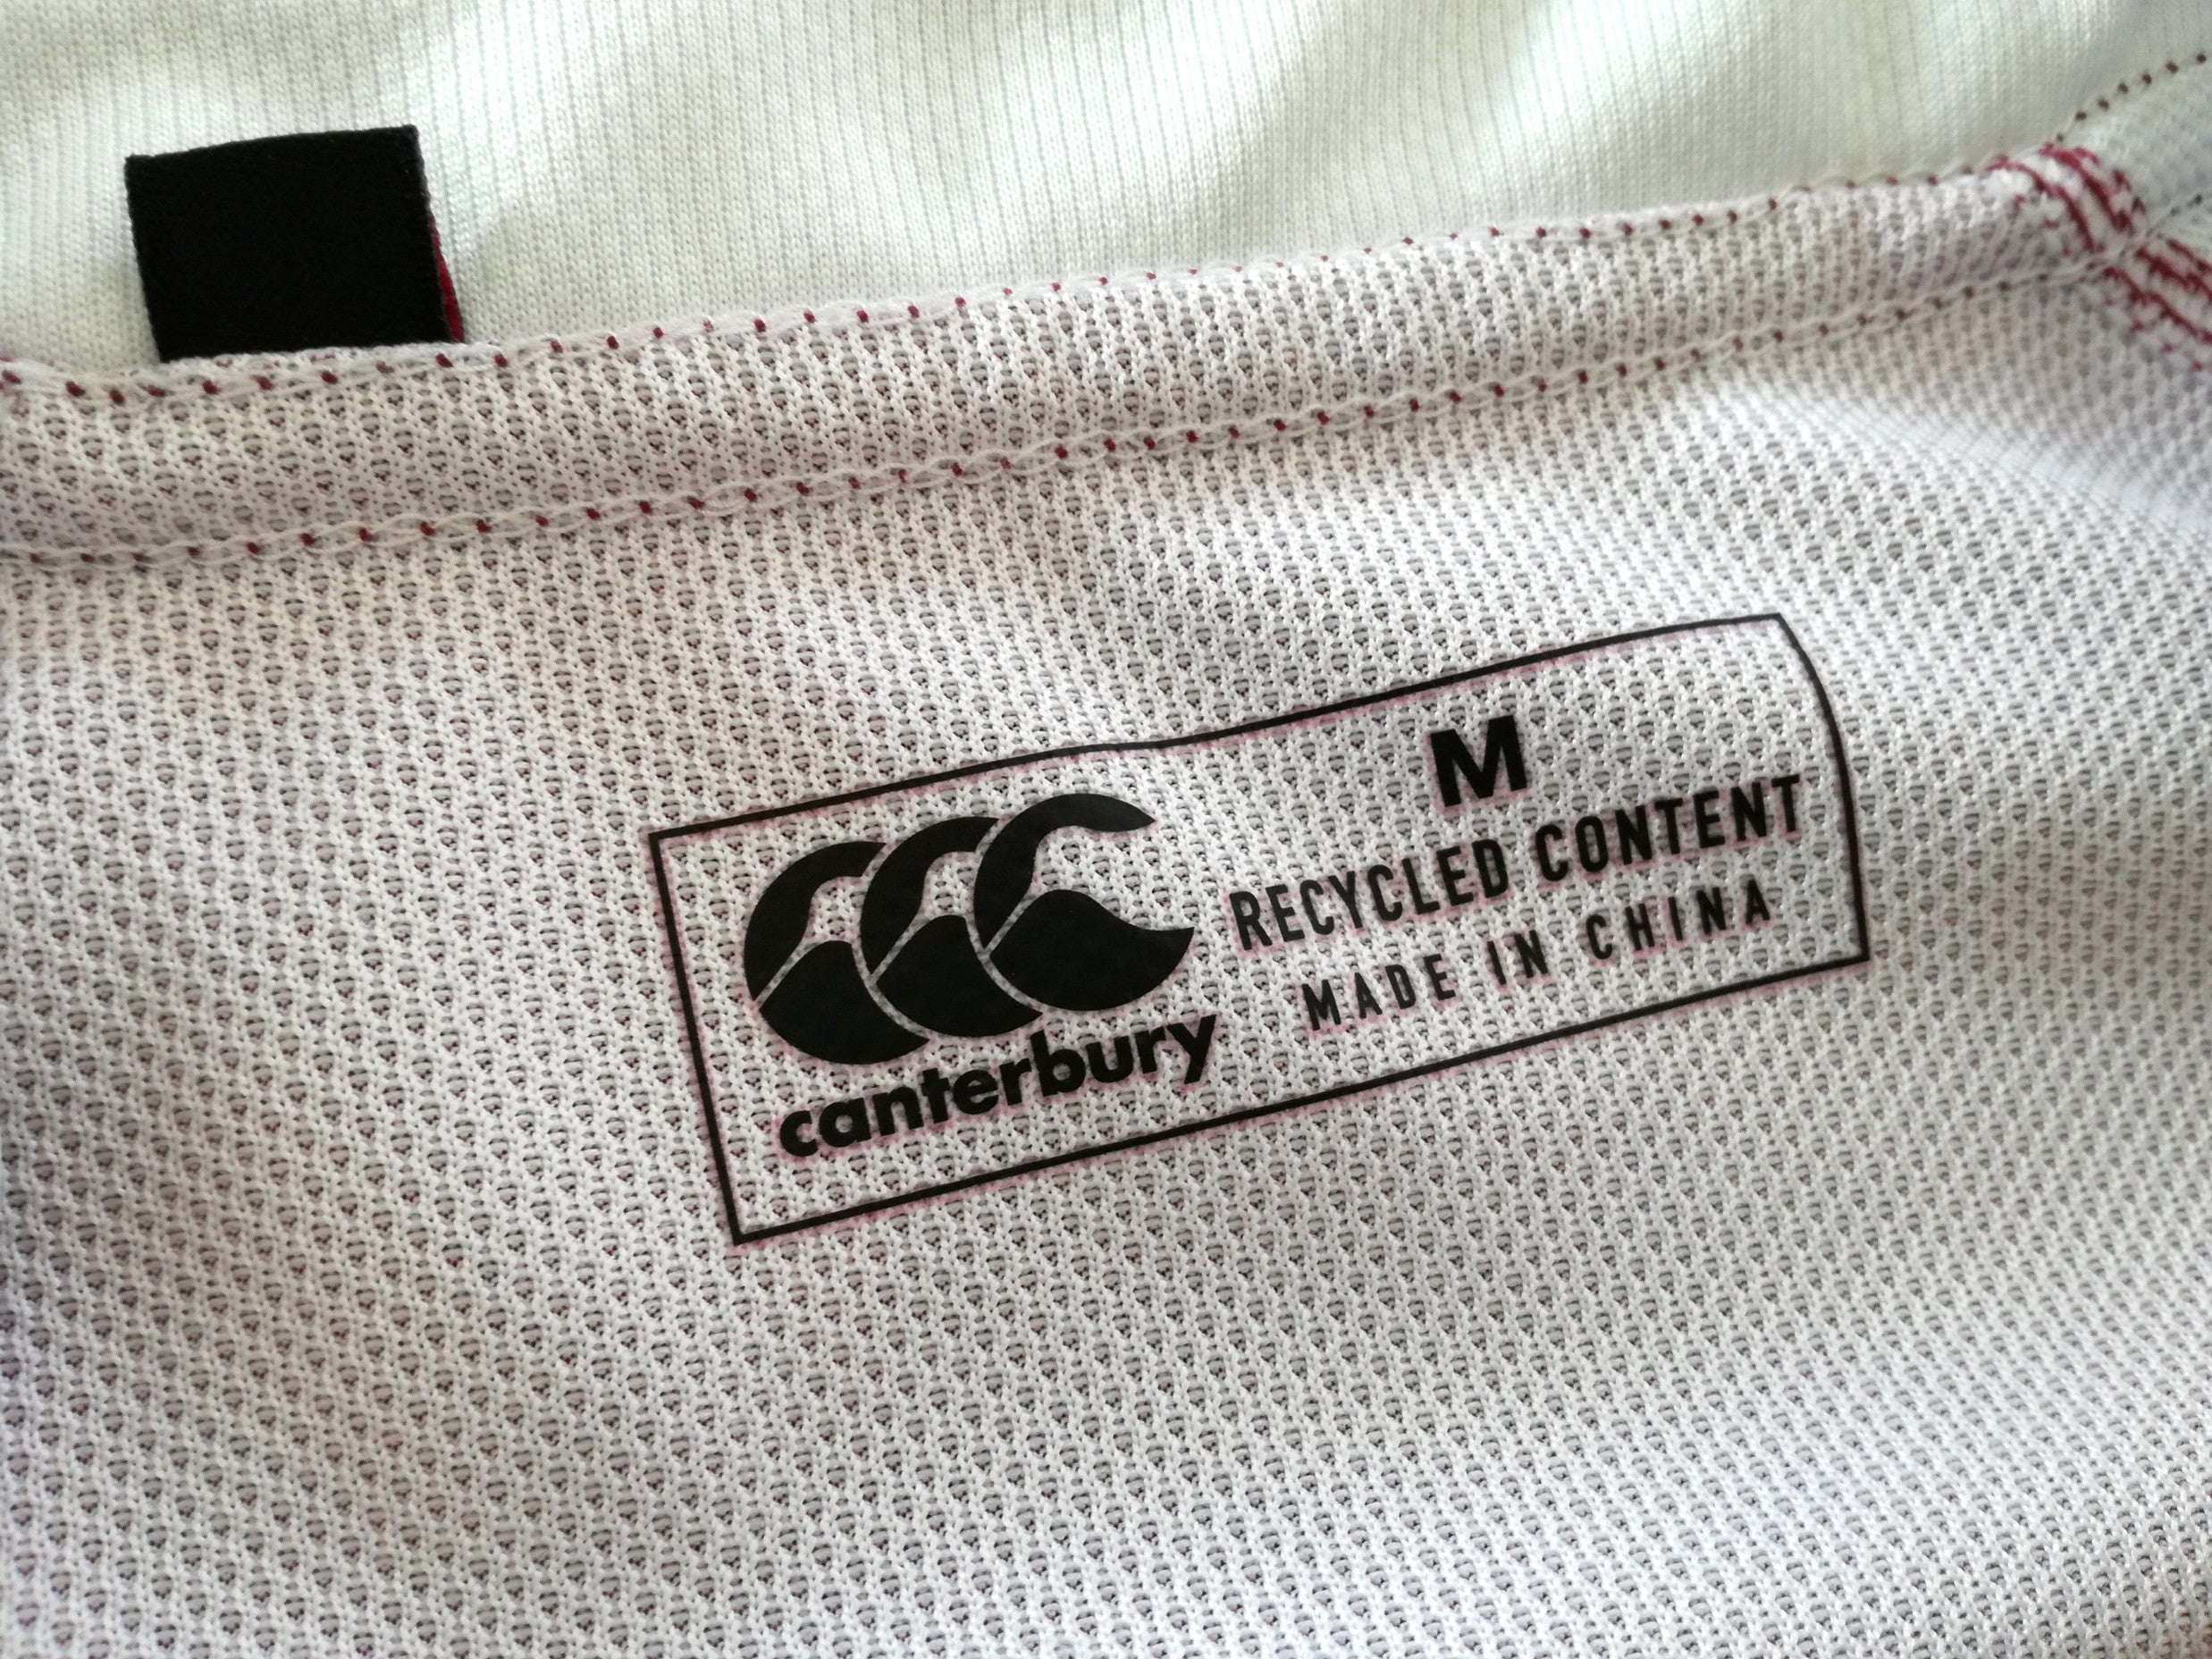 canterbury
M
RECYCLED CONTENT
MADE IN CHINA